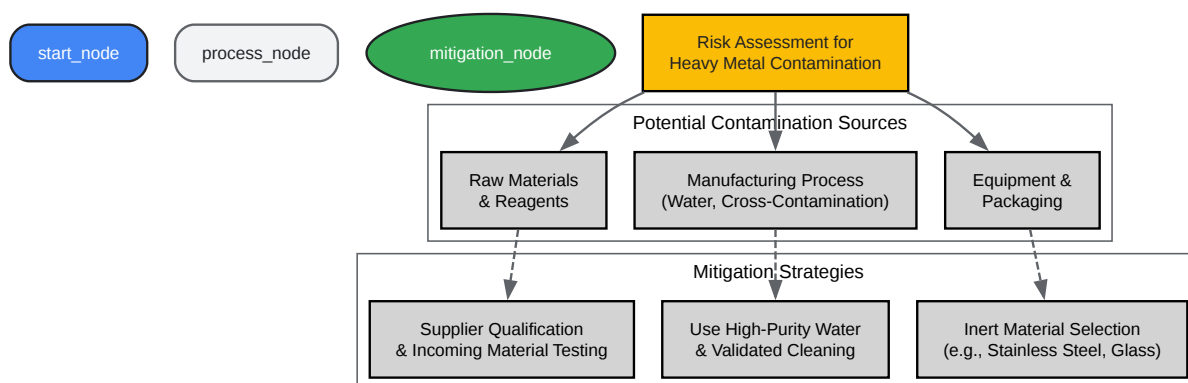 start_node
process_node
mitigation_node
Risk Assessment for
Heavy Metal Contamination
Potential Contamination Sources
Raw Materials
& Reagents
Manufacturing Process
(Water, Cross-Contamination)
Equipment &
Packaging
Mitigation Strategies
Supplier Qualification
& Incoming Material Testing
Use High-Purity Water
& Validated Cleaning
Inert Material Selection
(e.g., Stainless Steel, Glass)